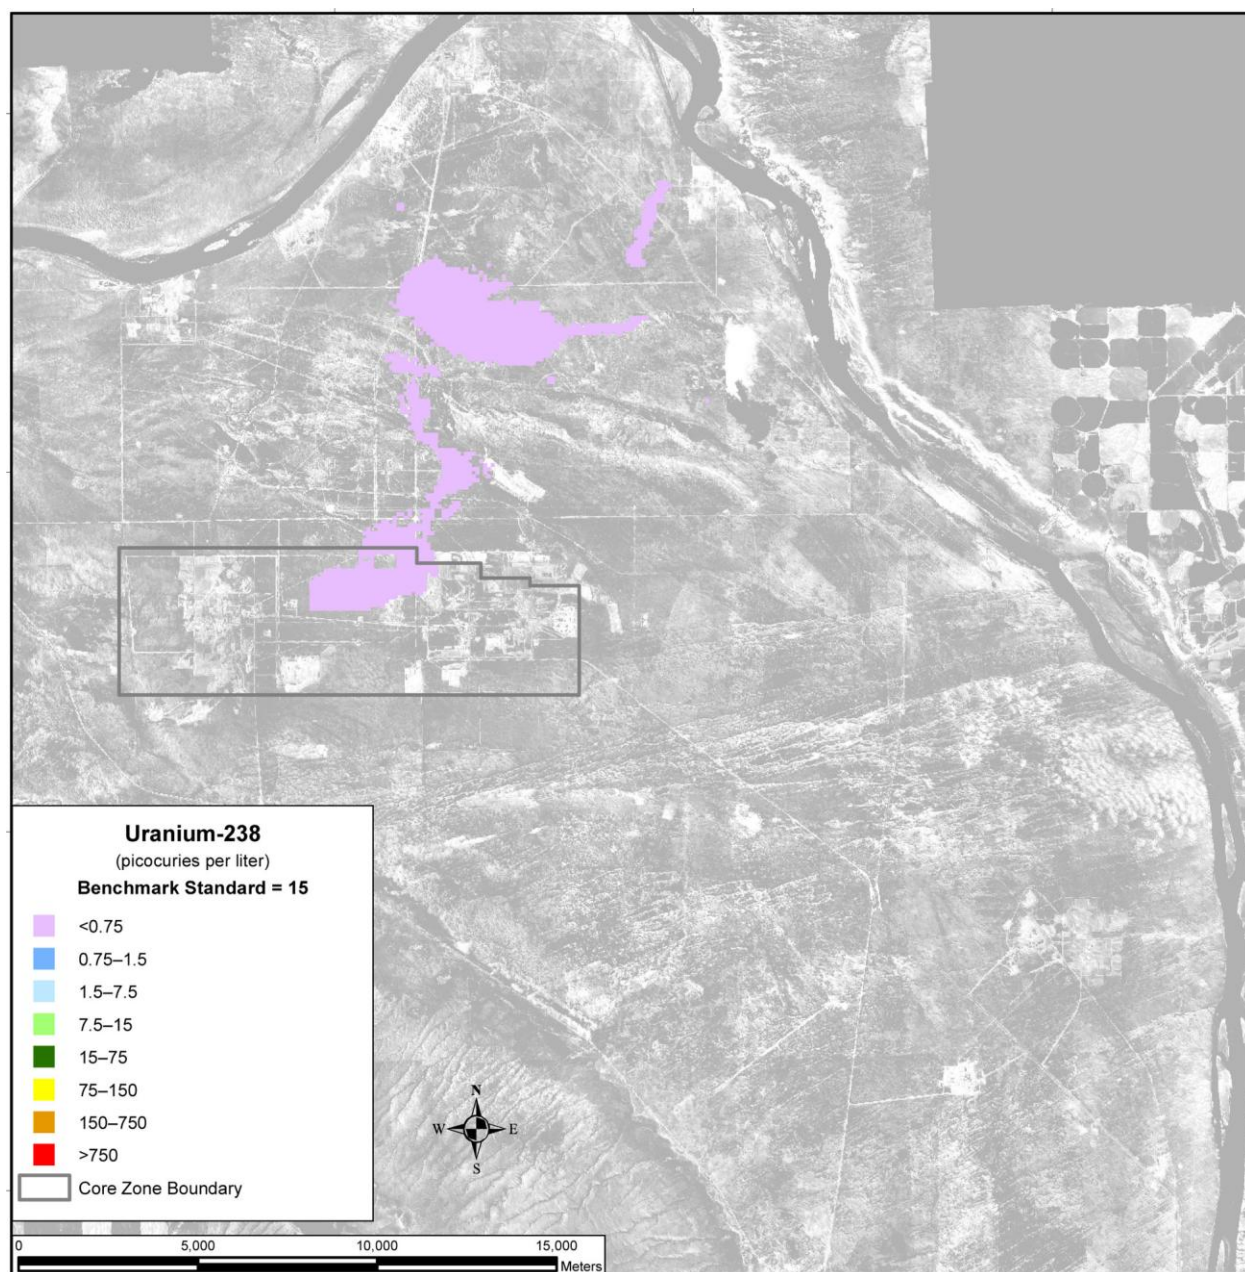 Uranium-238
(picocuries per liter)
Benchmark Standard = 15
<0.75
0.75–1.5
1.5–7.5
7.5–15
15–75
75–150
150–750
>750
Core Zone Boundary
N
W E
S
0 5,000 10,000 15,000
Meters